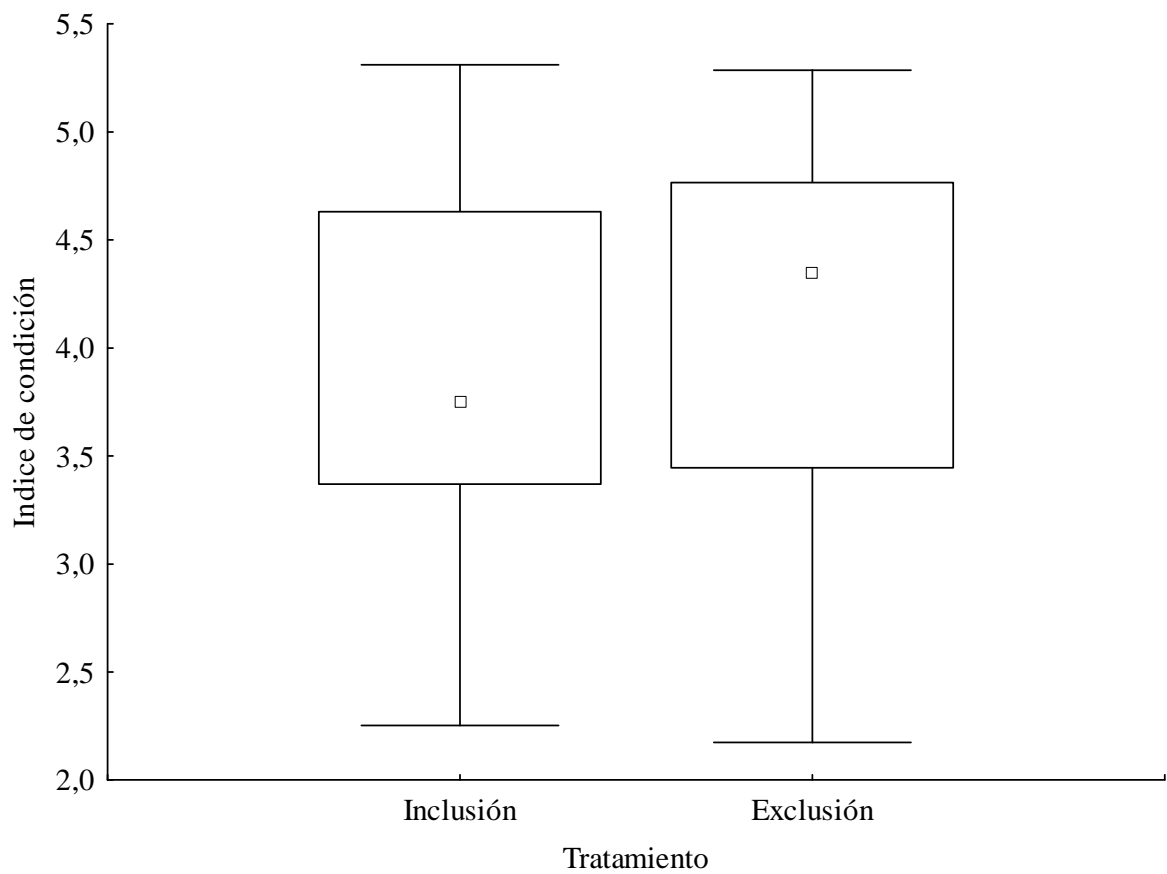 5,5
5,0
4,5
4,0
3,5
3,0
2,5
2,0
Indice de condición
Inclusión
Exclusión
Tratamiento